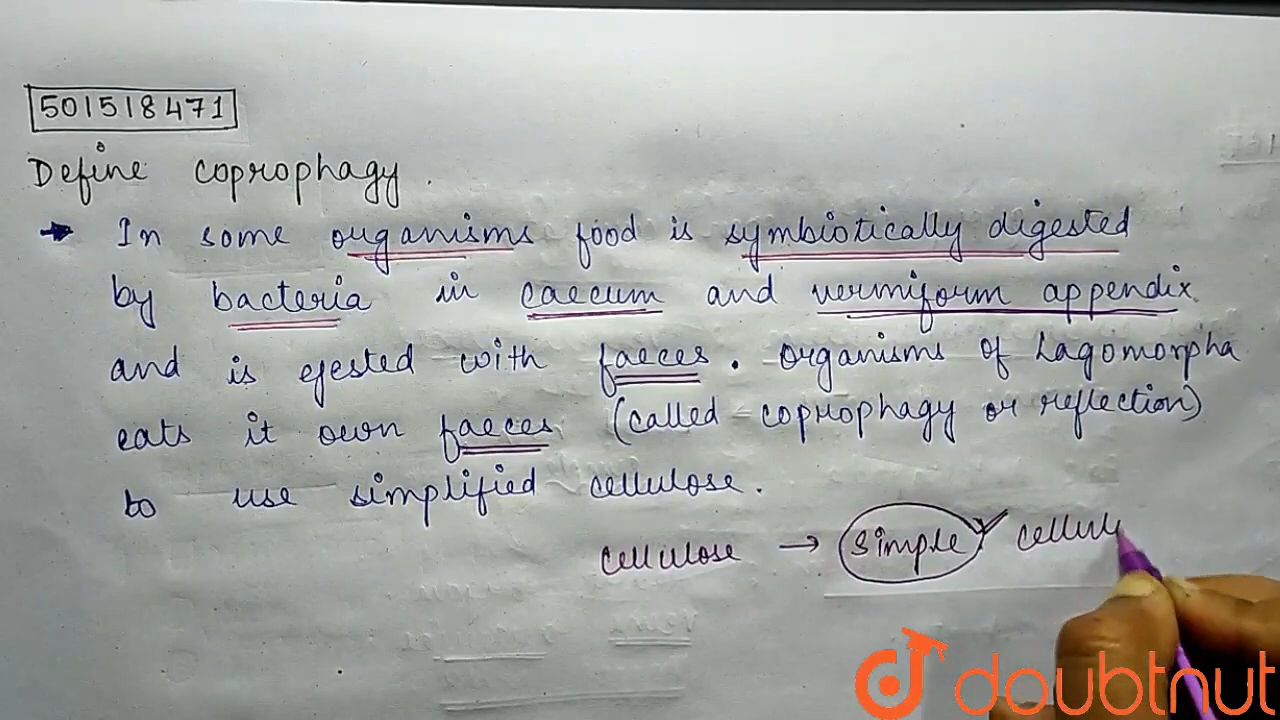 501518471
Define coprophagy.
→ In some organisms food is symbiotically digested
by bacteria in caecum and vermiform appendix
and is egested with faeces. Organisms of Lagomorpha
eats it own faeces (called coprophagy or reflection)
to use simplified cellulose.
cellulose → simple cellul
doubtnut